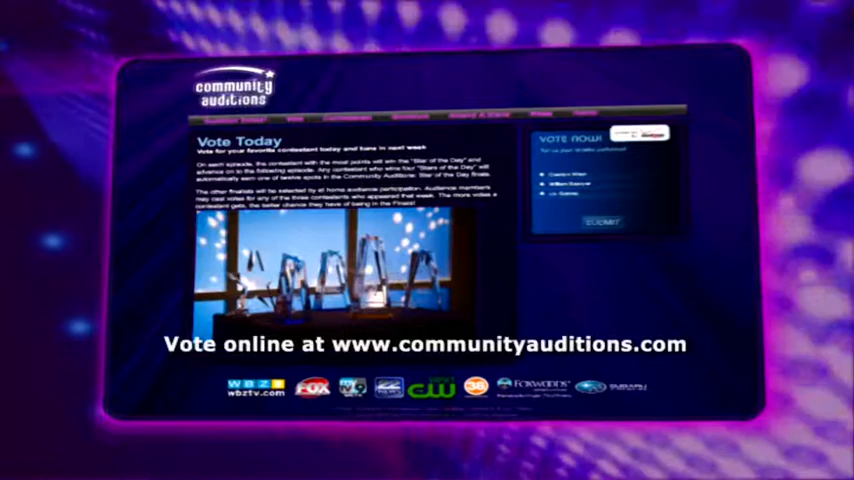 community
auditions
Vote Today
VOTE NOW!
Vote for your favorite contestant today and tune in next week
On each episode, the contestant with the most points will win the "Star of the Day" and
advance on to the following episode. Any contestant who wins four "Stars of the Day" will
automatically earn one of twelve spots in the Community Auditions: Star of the Day finals.
The other finalists will be selected by at home audience participation. Audience members
may cast votes for any of the three contestants who appeared that week. The more votes a
contestant gets, the better chance they have of being in the Finals!
SUBMIT
Vote online at www.communityauditions.com
WBZ
wbztv.com
FOX
CW
FOXWOODS
SUBARU